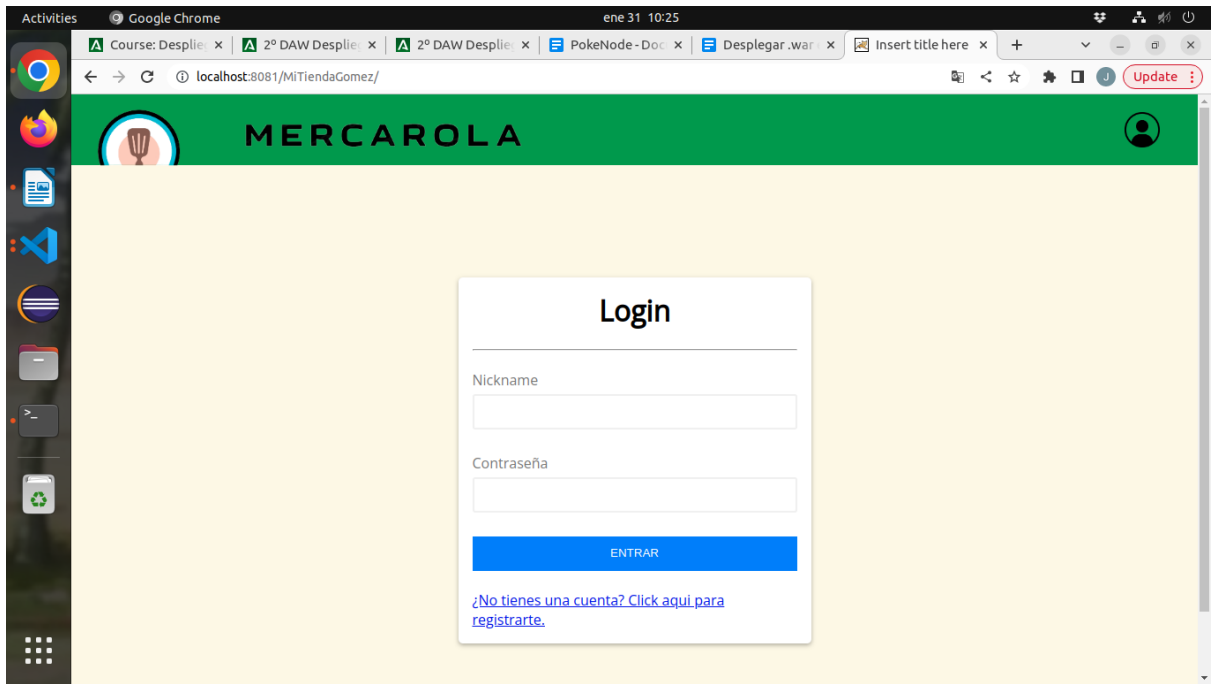 Activities Google Chrome ene 31 10:25
Course: Desplie 2º DAW Desplie 2º DAW Desplie PokeNode - Doc Desplegar .war Insert title here
localhost:8081/MiTiendaGomez/ J Update
MERCAROLA
Login
Nickname
Contraseña
ENTRAR
¿No tienes una cuenta? Click aqui para
registrarte.